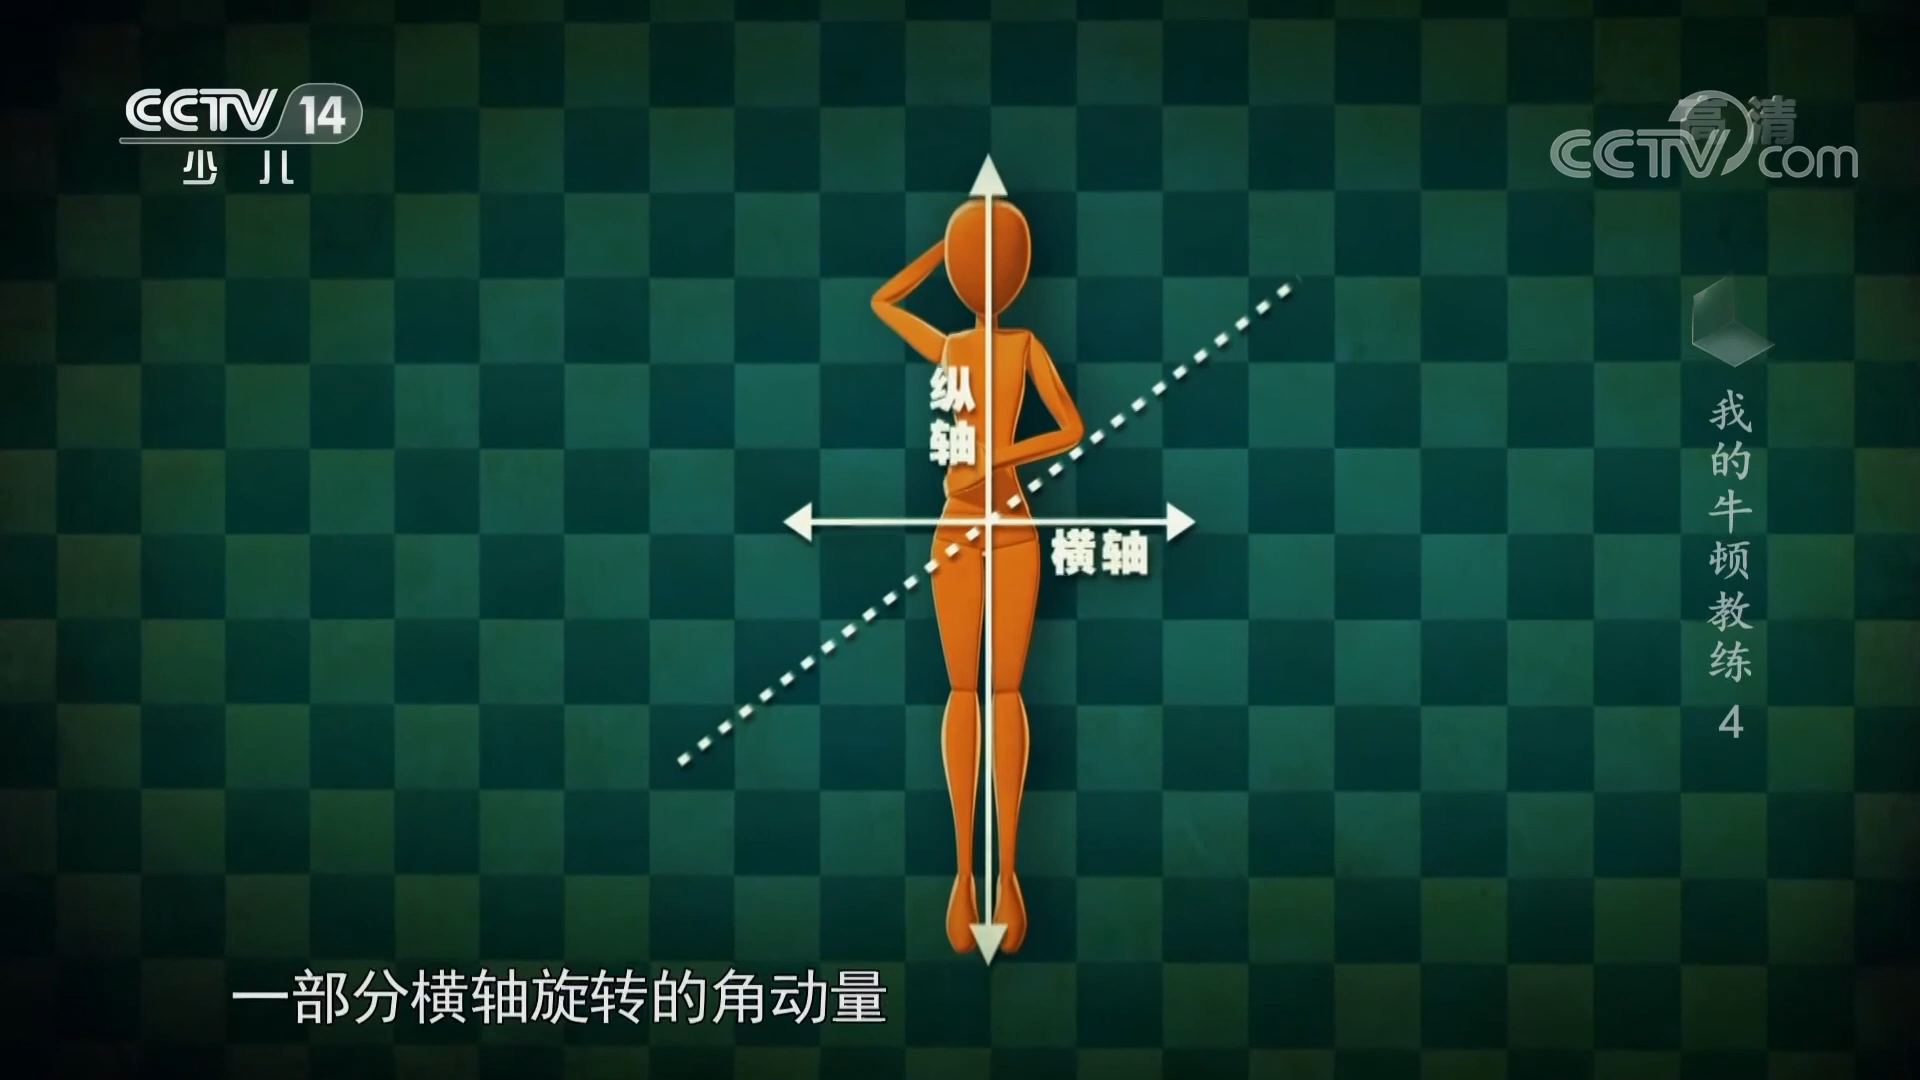 CCTV 14
少儿
高清
CCTV.com
纵轴
横轴
我的牛顿教练 4
一部分横轴旋转的角动量